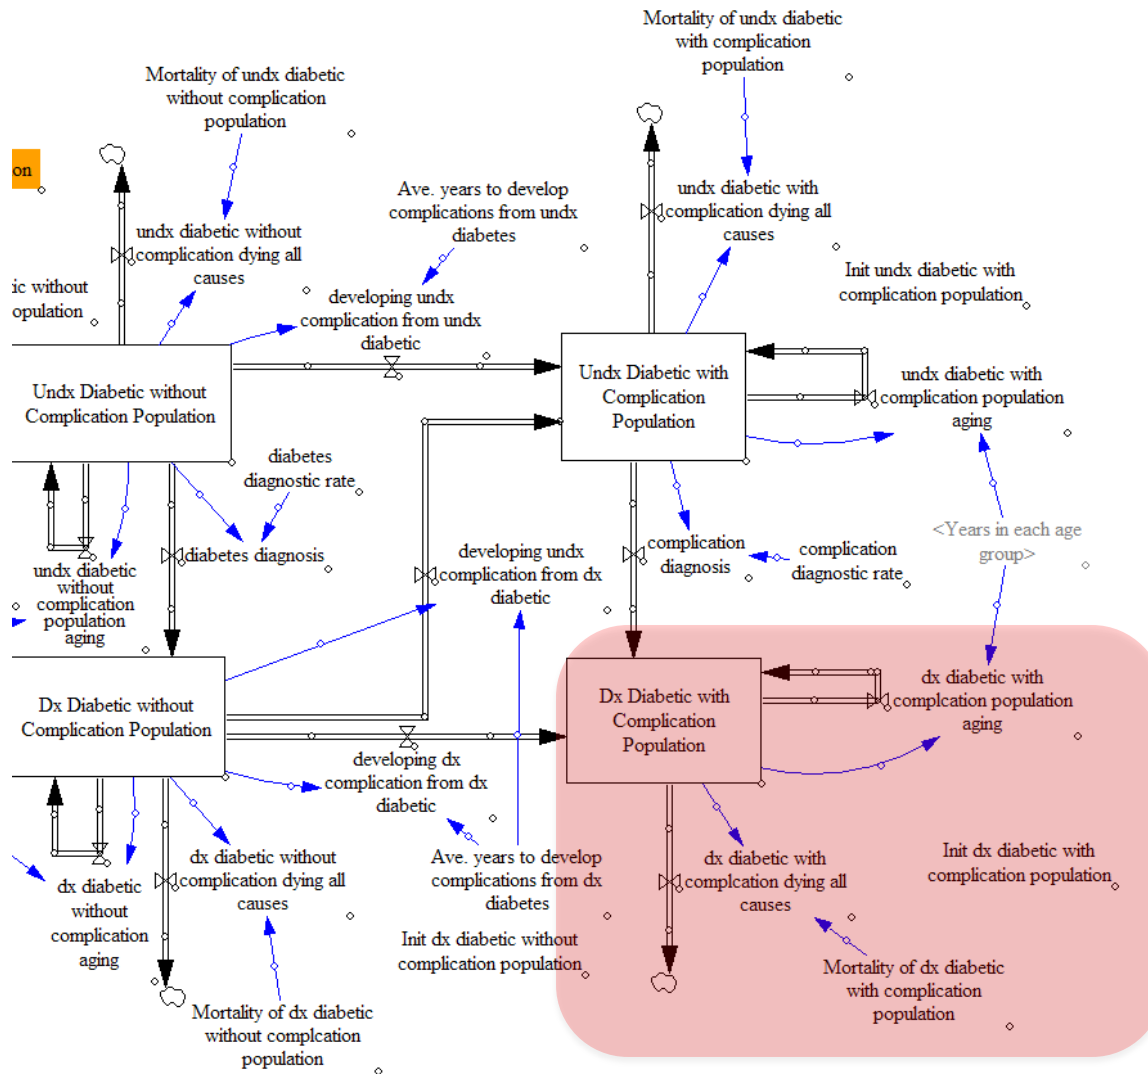 Mortality of undx diabetic
without complication
population
Mortality of undx diabetic
with complication
population
on
Ave. years to develop
complications from undx
diabetes
undx diabetic without
complication dying all
causes
undx diabetic with
complication dying all
causes
tic without
opulation
developing undx
complication from undx
diabetic
Init undx diabetic with
complication population
Undx Diabetic without
Complication Population
Undx Diabetic with
Complication
Population
undx diabetic with
complication population
aging
diabetes
diagnostic rate
diabetes diagnosis
undx diabetic
without
complication
population
aging
developing undx
complication from dx
diabetic
complication
diagnosis
complication
diagnostic rate
<Years in each age
group>
Dx Diabetic without
Complication Population
Dx Diabetic with
Complication
Population
dx diabetic with
complcation population
aging
developing dx
complication from dx
diabetic
dx diabetic
without
complication
aging
dx diabetic without
complication dying all
causes
Ave. years to develop
complications from dx
diabetes
dx diabetic with
complcation dying all
causes
Init dx diabetic with
complication population
Init dx diabetic without
complication population
Mortality of dx diabetic
without complcation
population
Mortality of dx diabetic
with complication
population